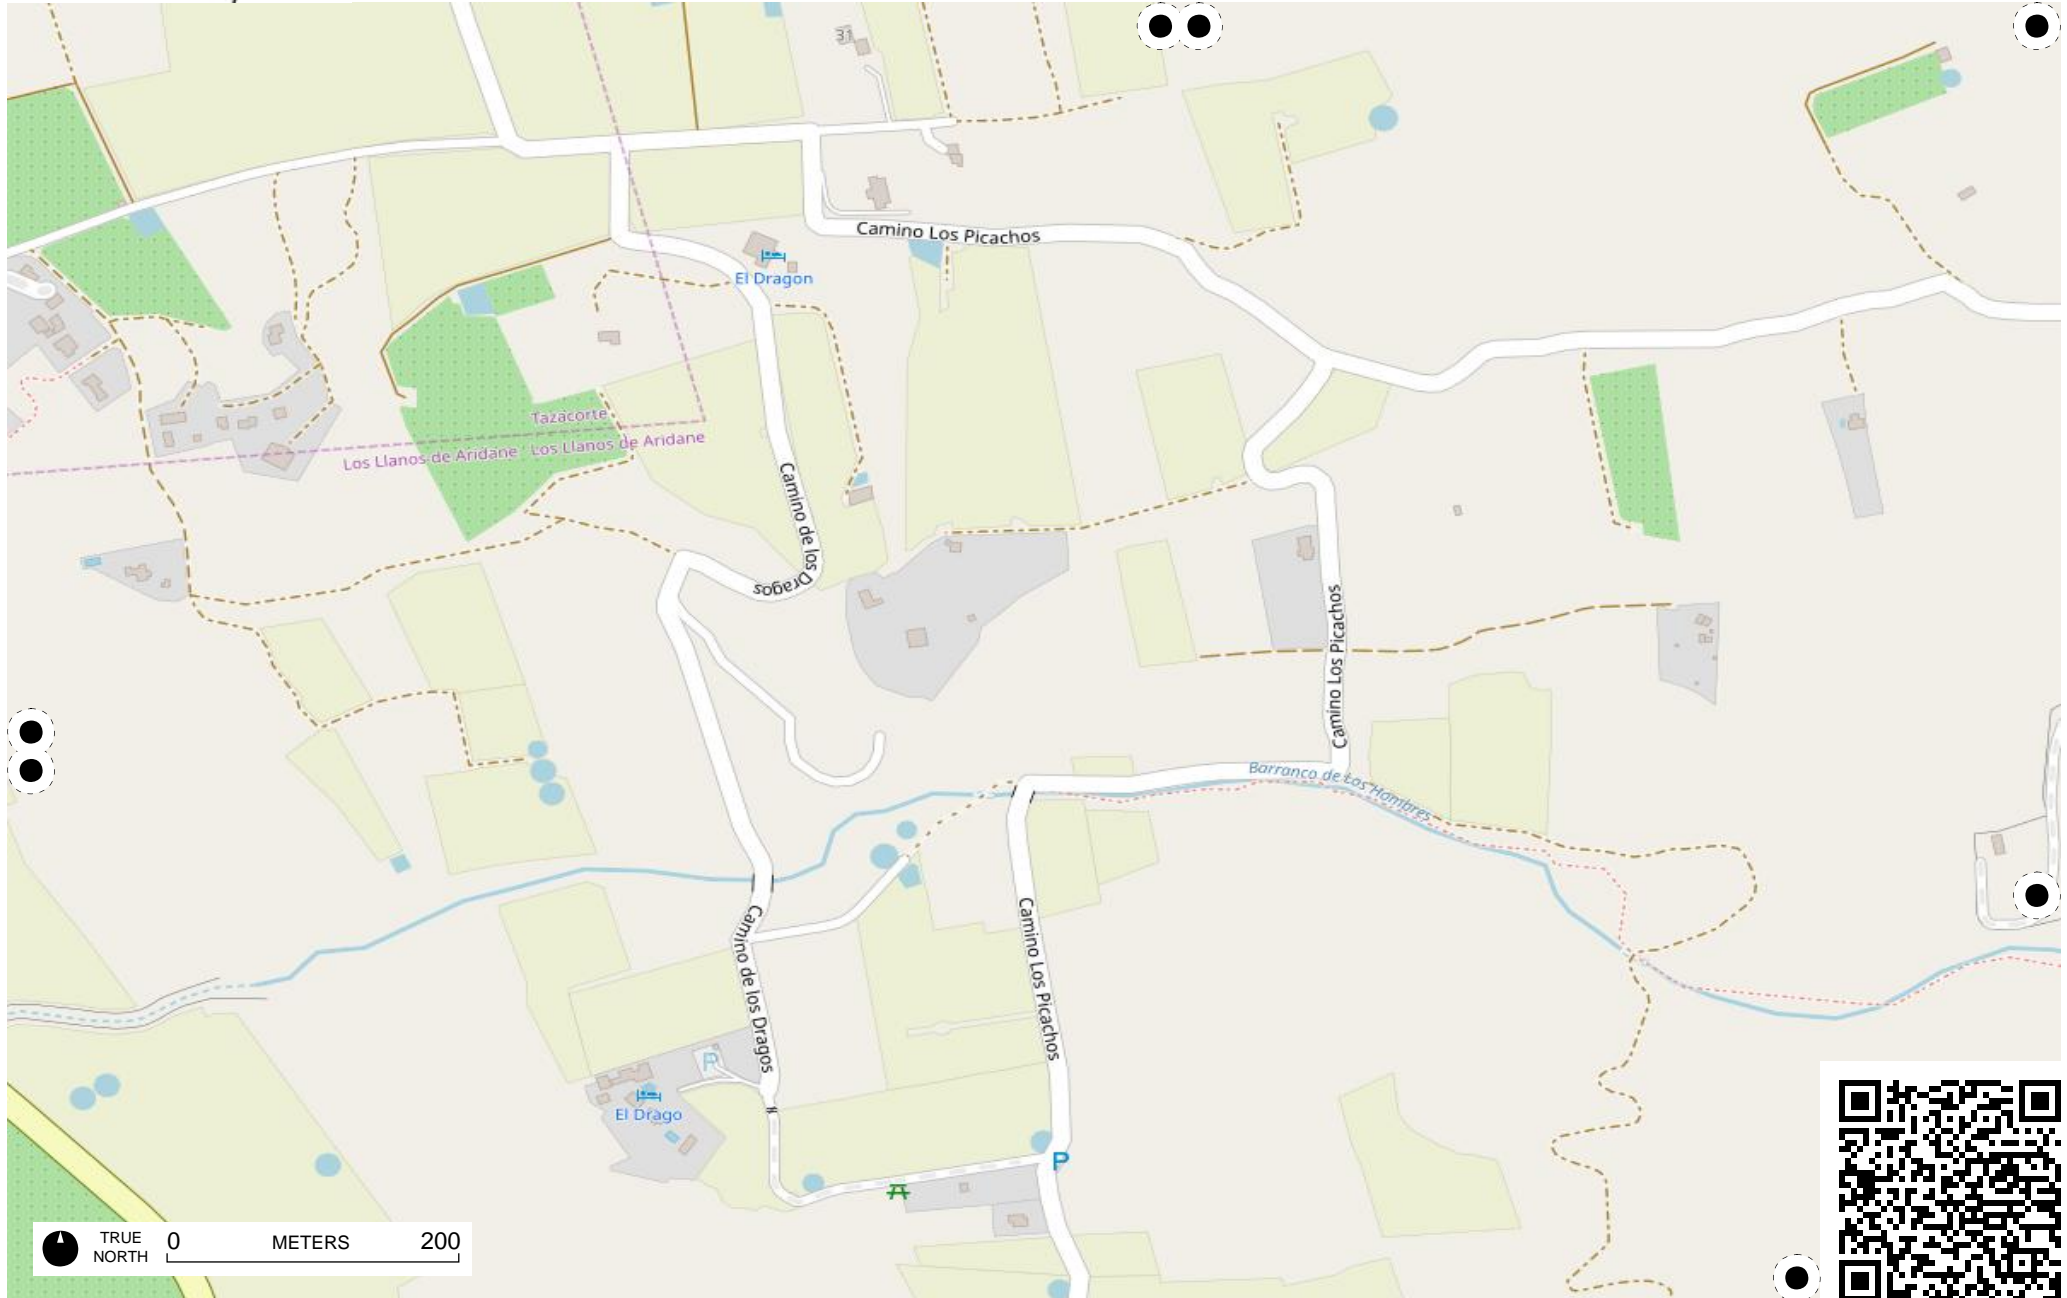 31
Camino Los Picachos
El Dragon
Tazacorte
Los Llanos de Aridane
Los Llanos de Aridane
Camino de los Dragos
Camino Los Picachos
Barranco de Los Hombres
Camino de los Dragos
Camino Los Picachos
P
El Drago
P
TRUE NORTH
0 METERS 200